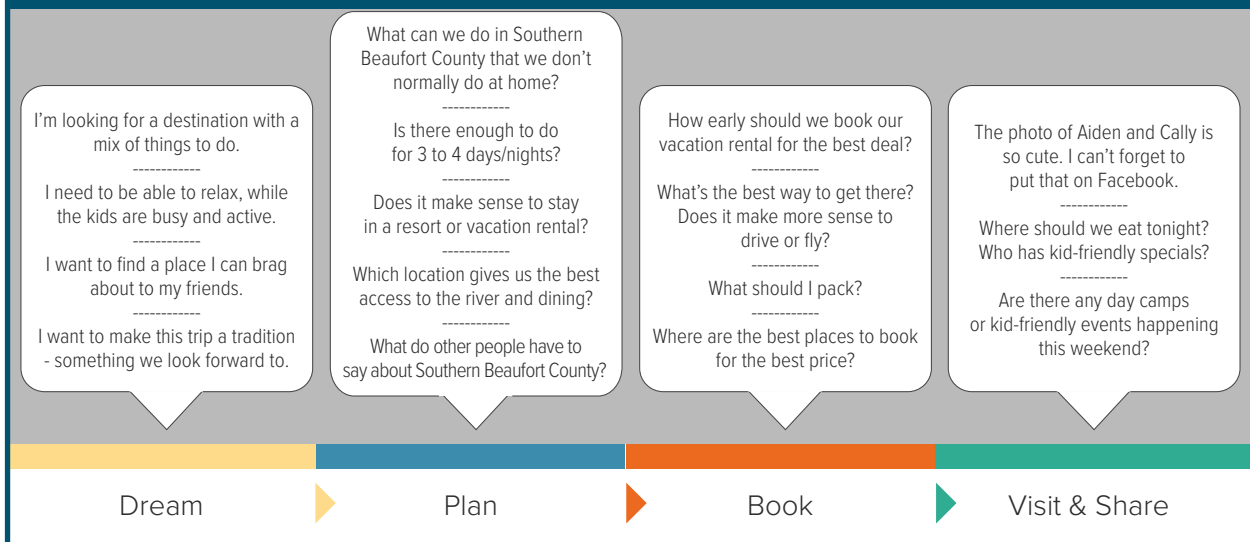 I'm looking for a destination with a
mix of things to do.
------------
I need to be able to relax, while
the kids are busy and active.
------------
I want to find a place I can brag
about to my friends.
------------
I want to make this trip a tradition
- something we look forward to.
What can we do in Southern
Beaufort County that we don't
normally do at home?
------------
Is there enough to do
for 3 to 4 days/nights?
------------
Does it make sense to stay
in a resort or vacation rental?
------------
Which location gives us the best
access to the river and dining?
------------
What do other people have to
say about Southern Beaufort County?
How early should we book our
vacation rental for the best deal?
------------
What's the best way to get there?
Does it make more sense to
drive or fly?
------------
What should I pack?
------------
Where are the best places to book
for the best price?
The photo of Aiden and Cally is
so cute. I can't forget to
put that on Facebook.
------------
Where should we eat tonight?
Who has kid-friendly specials?
------------
Are there any day camps
or kid-friendly events happening
this weekend?
Dream
Plan
Book
Visit & Share